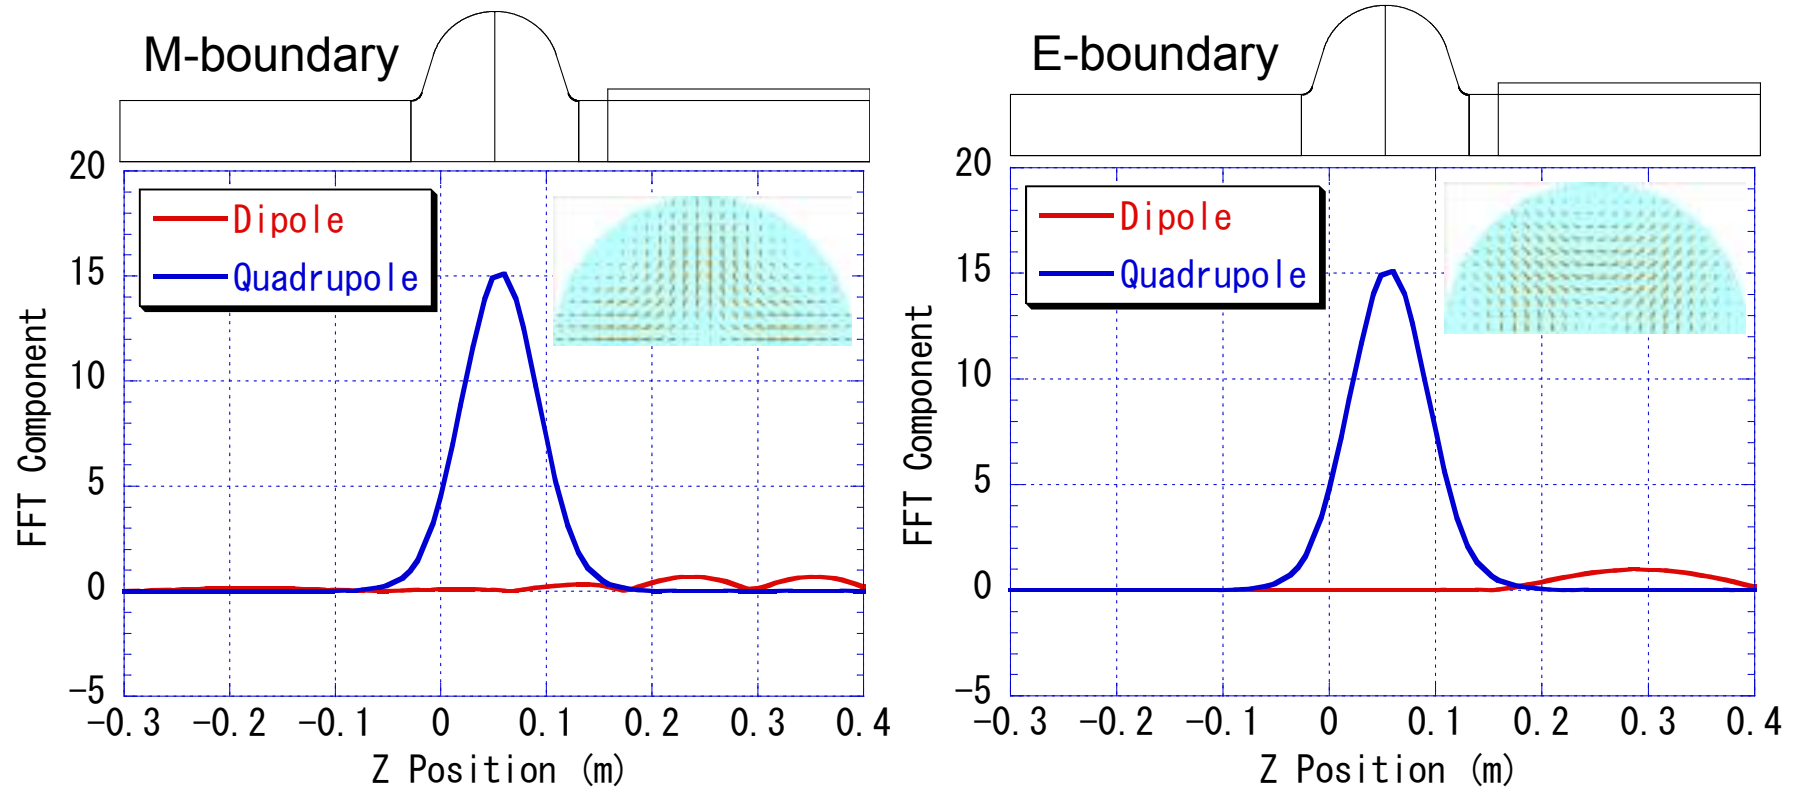 M-boundary
20
15
10
5
0
-5
FFT Component
Dipole
Quadrupole
-0.3 -0.2 -0.1 0 0.1 0.2 0.3 0.4
Z Position (m)
E-boundary
20
15
10
5
0
-5
FFT Component
Dipole
Quadrupole
-0.3 -0.2 -0.1 0 0.1 0.2 0.3 0.4
Z Position (m)